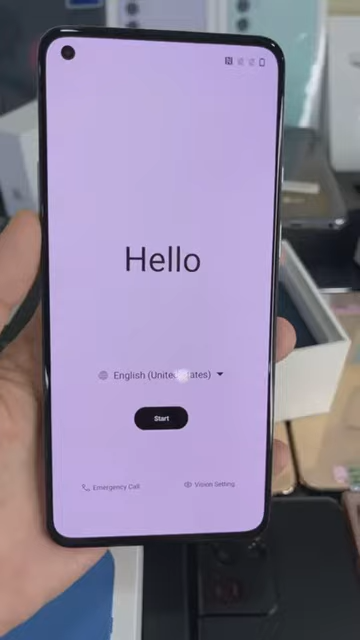 Hello
English (United States)
Start
Emergency Call
Vision Setting